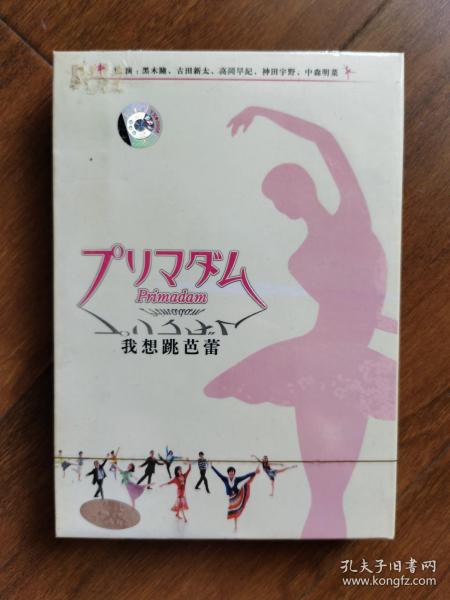 演：黑木瞳、古田新太、高岡早紀、神田宇野、中森明菜
プリマダム
Primadam
我想跳芭蕾
孔夫子旧书网
www.kongfz.com